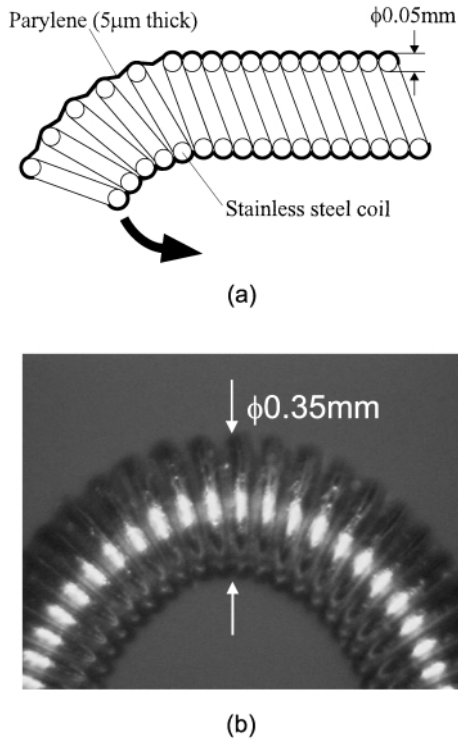 Parylene (5μm thick)
ϕ0.05mm
Stainless steel coil
(a)
ϕ0.35mm
(b)